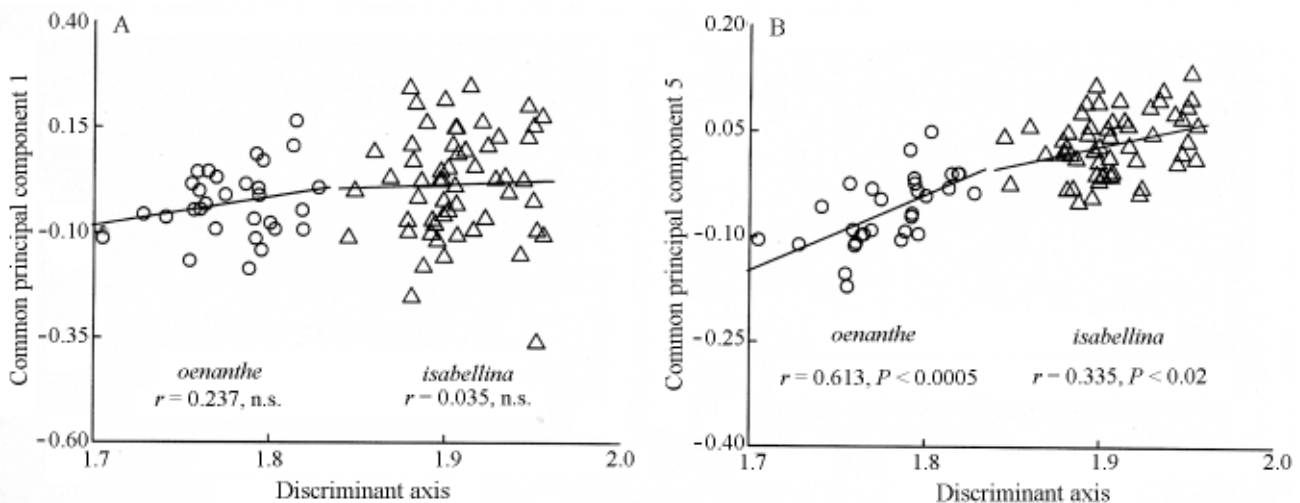 A
Common principal component 1
0.40
0.15
−0.10
−0.35
−0.60
oenanthe
r = 0.237, n.s.
isabellina
r = 0.035, n.s.
1.7 1.8 1.9 2.0
Discriminant axis
B
Common principal component 5
0.20
0.05
−0.10
−0.25
−0.40
oenanthe
r = 0.613, P < 0.0005
isabellina
r = 0.335, P < 0.02
1.7 1.8 1.9 2.0
Discriminant axis